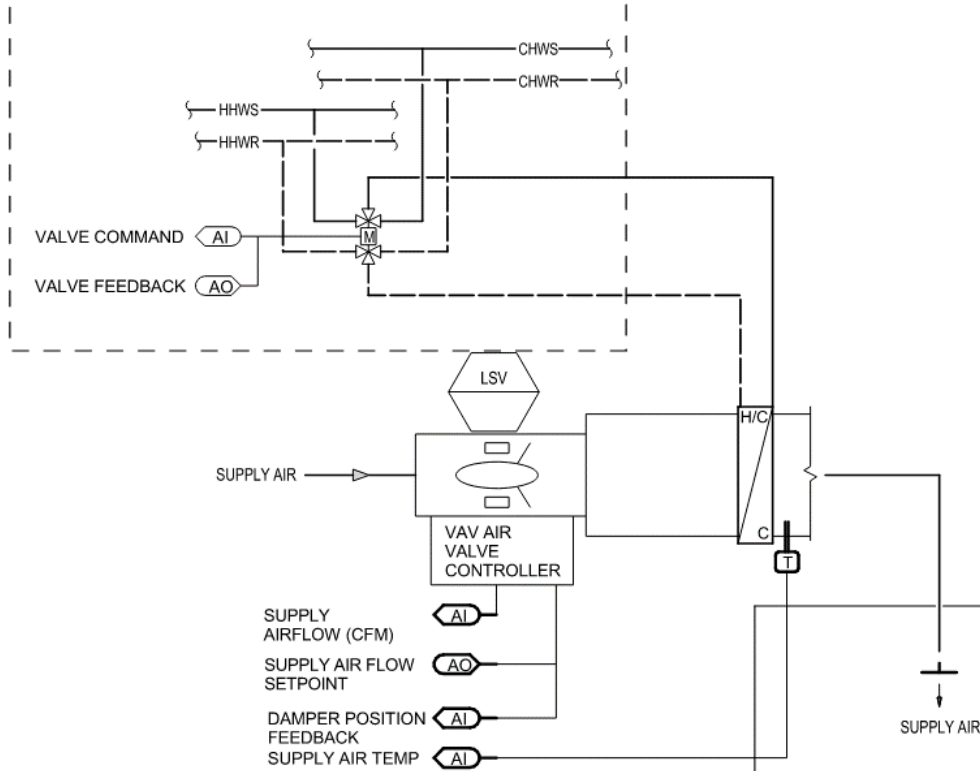 CHWS
CHWR
HHWS
HHWR
VALVE COMMAND AI
M
VALVE FEEDBACK AO
LSV
H/C
SUPPLY AIR
C
VAV AIR
VALVE
CONTROLLER
T
SUPPLY
AIRFLOW (CFM)
AI
SUPPLY AIR FLOW
SETPOINT
AO
DAMPER POSITION
FEEDBACK
AI
SUPPLY AIR TEMP AI
SUPPLY AIR